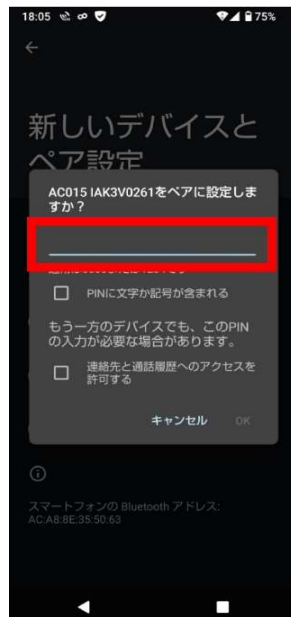 18:05
75%
新しいデバイスと
ペア設定
AC015 IAK3V0261をペアに設定しま
すか？
PINに文字か記号が含まれる
もう一方のデバイスでも、このPIN
の入力が必要な場合があります。
連絡先と通話履歴へのアクセスを
許可する
キャンセル OK
スマートフォンの Bluetooth アドレス:
AC:A8:8E:35:50:63